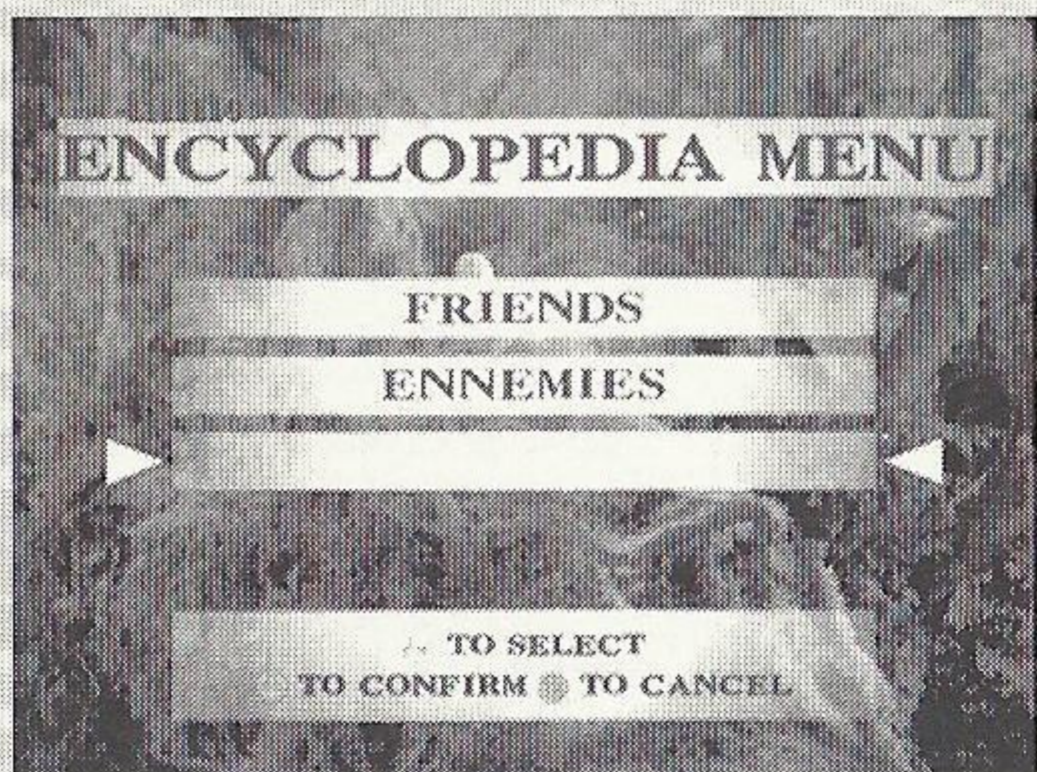 ENCYCLOPEDIA MENU
FRIENDS
ENNEMIES
TO SELECT
TO CONFIRM TO CANCEL